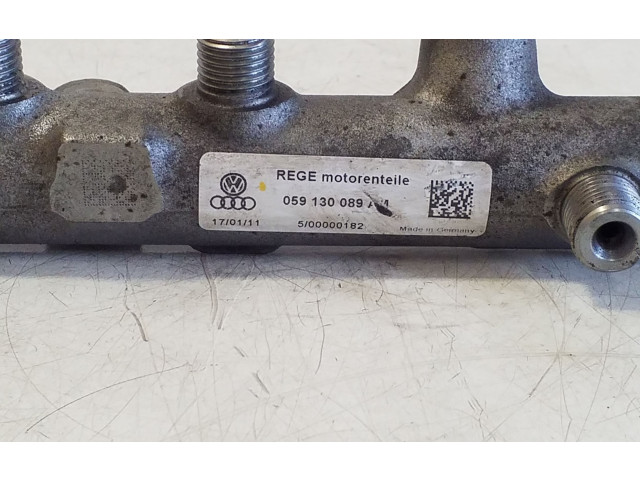 REGE motorenteile
059 130 089
17/01/11 5/00000182 Made in Germany